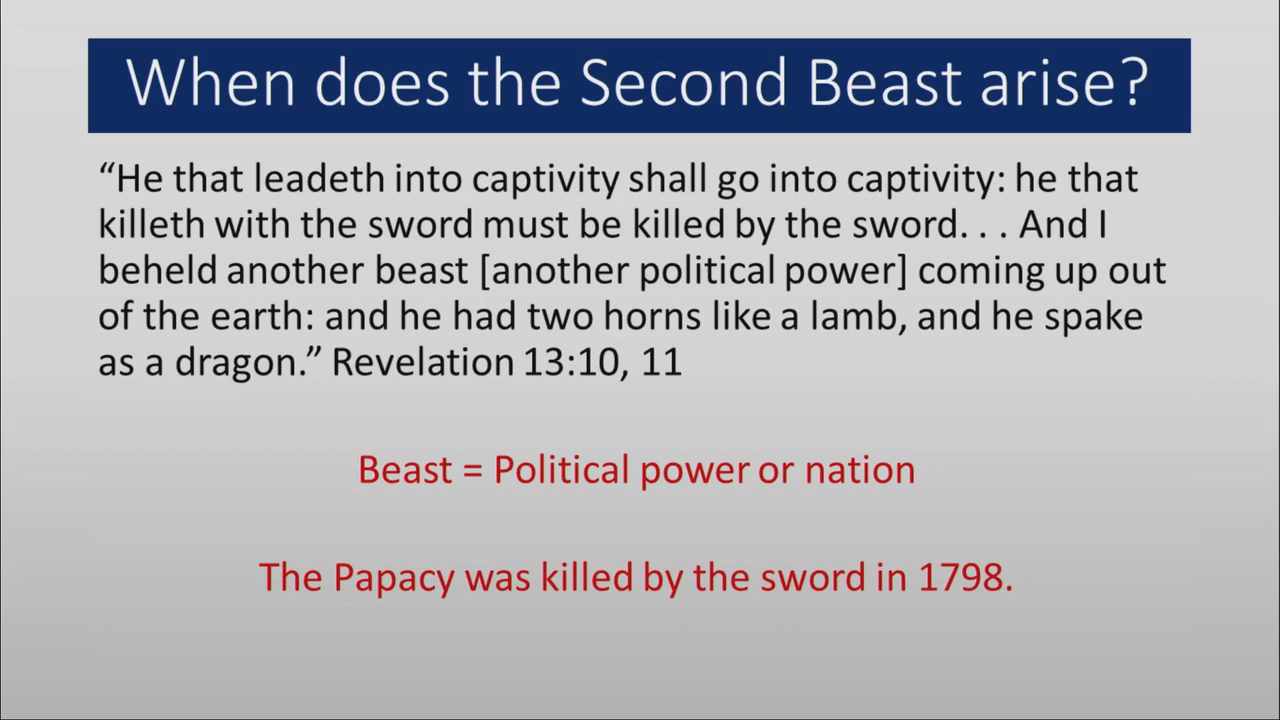 When does the Second Beast arise?
“He that leadeth into captivity shall go into captivity: he that
killeth with the sword must be killed by the sword. . . And I
beheld another beast [another political power] coming up out
of the earth: and he had two horns like a lamb, and he spake
as a dragon.” Revelation 13:10, 11
Beast = Political power or nation
The Papacy was killed by the sword in 1798.